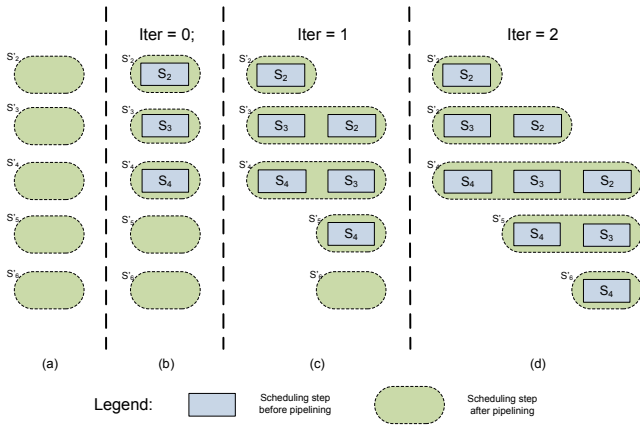 Iter = 0; Iter = 1 Iter = 2
S'2 S'2 S2 S'2 S2 S'2 S2
S'3 S'3 S3 S'3 S3 S2 S'2 S3 S2
S'4 S'4 S4 S'4 S4 S3 S'4 S4 S3 S2
S'5 S'5 S'5 S4 S'5 S4 S3
S'6 S'6 S'6 S'6 S4
(a) (b) (c) (d)
Legend: Scheduling step before pipelining Scheduling step after pipelining